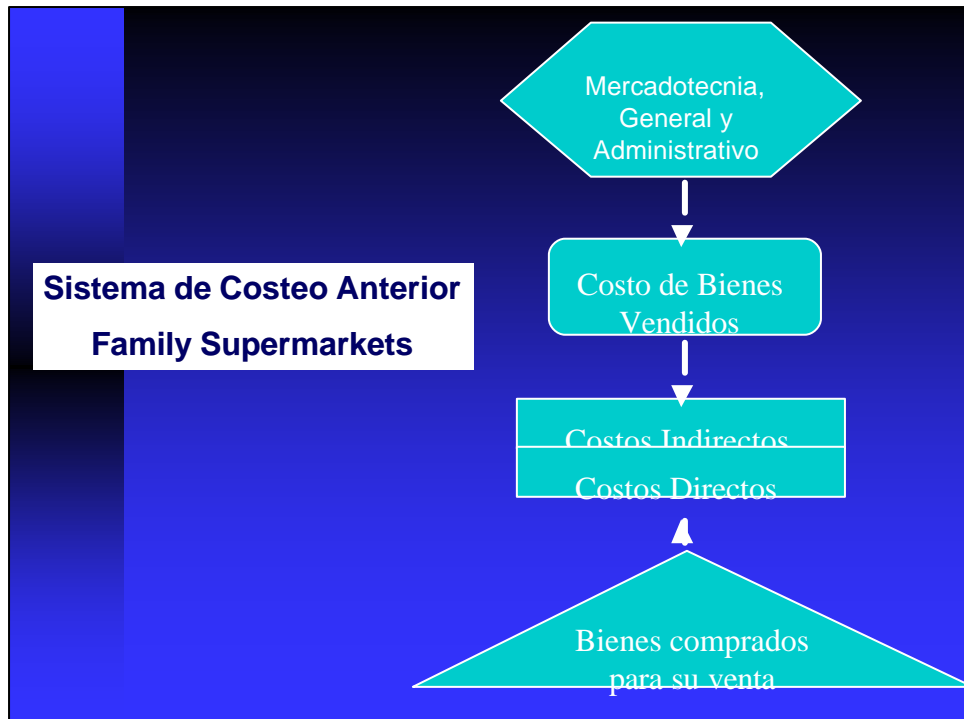 Mercadotecnia,
General y
Administrativo
Sistema de Costeo Anterior
Family Supermarkets
Costo de Bienes
Vendidos
Costos Indirectos
Costos Directos
Bienes comprados
para su venta